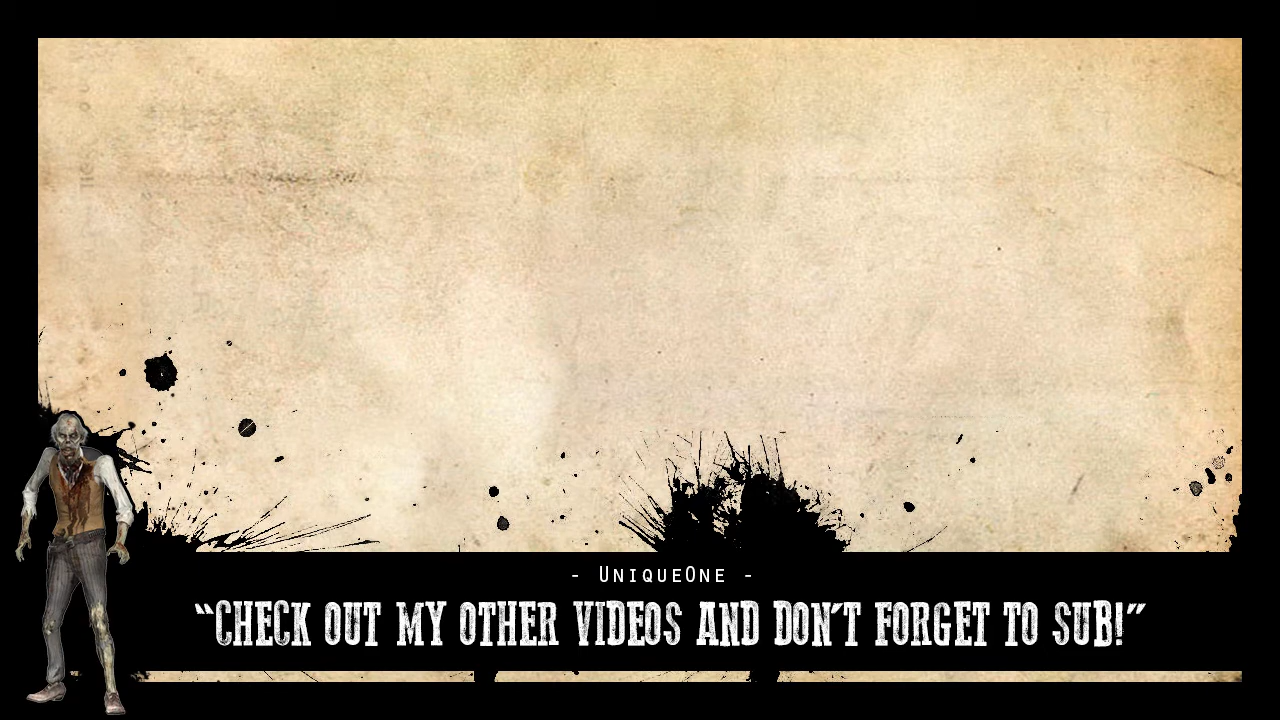 - UNIQUEONE -
“CHECK OUT MY OTHER VIDEOS AND DON'T FORGET TO SUB!”